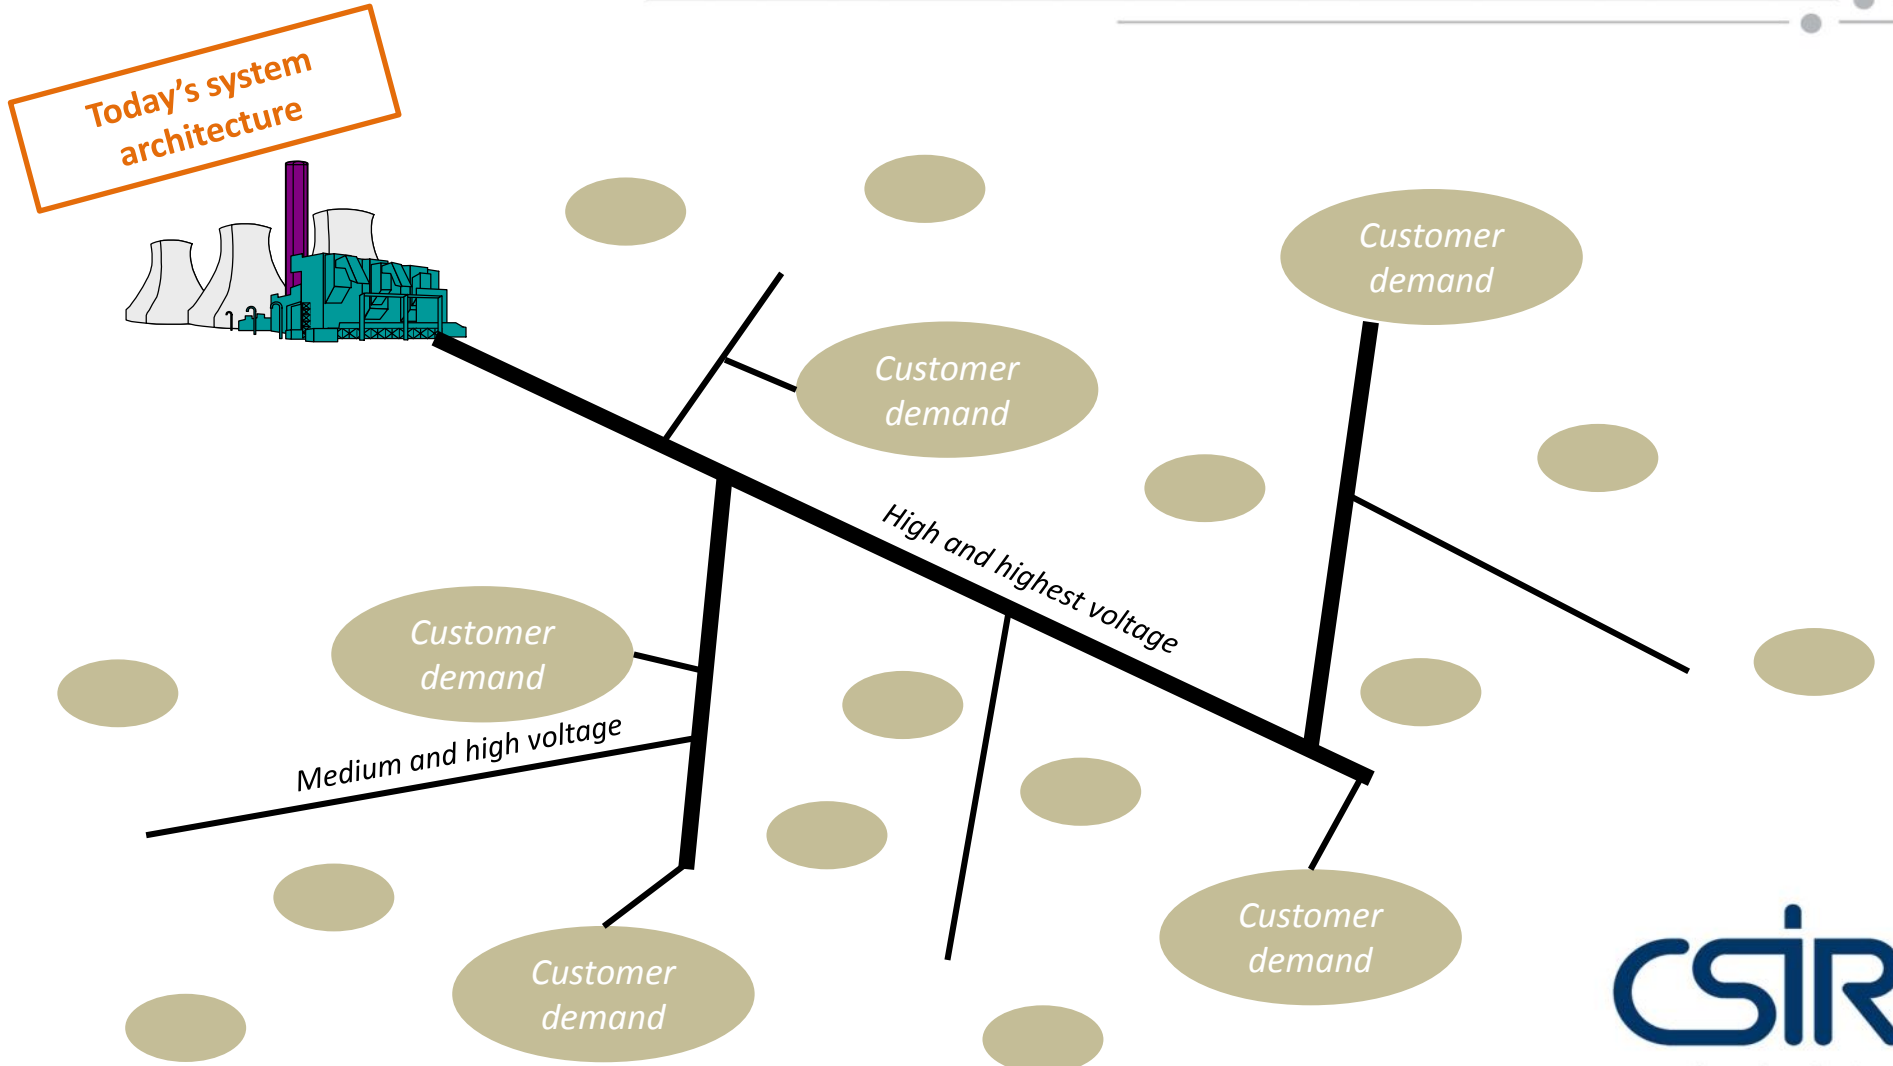 Today's system
architecture
Customer
demand
Customer
demand
High and highest voltage
Customer
demand
Medium and high voltage
Customer
demand
Customer
demand
CSIR